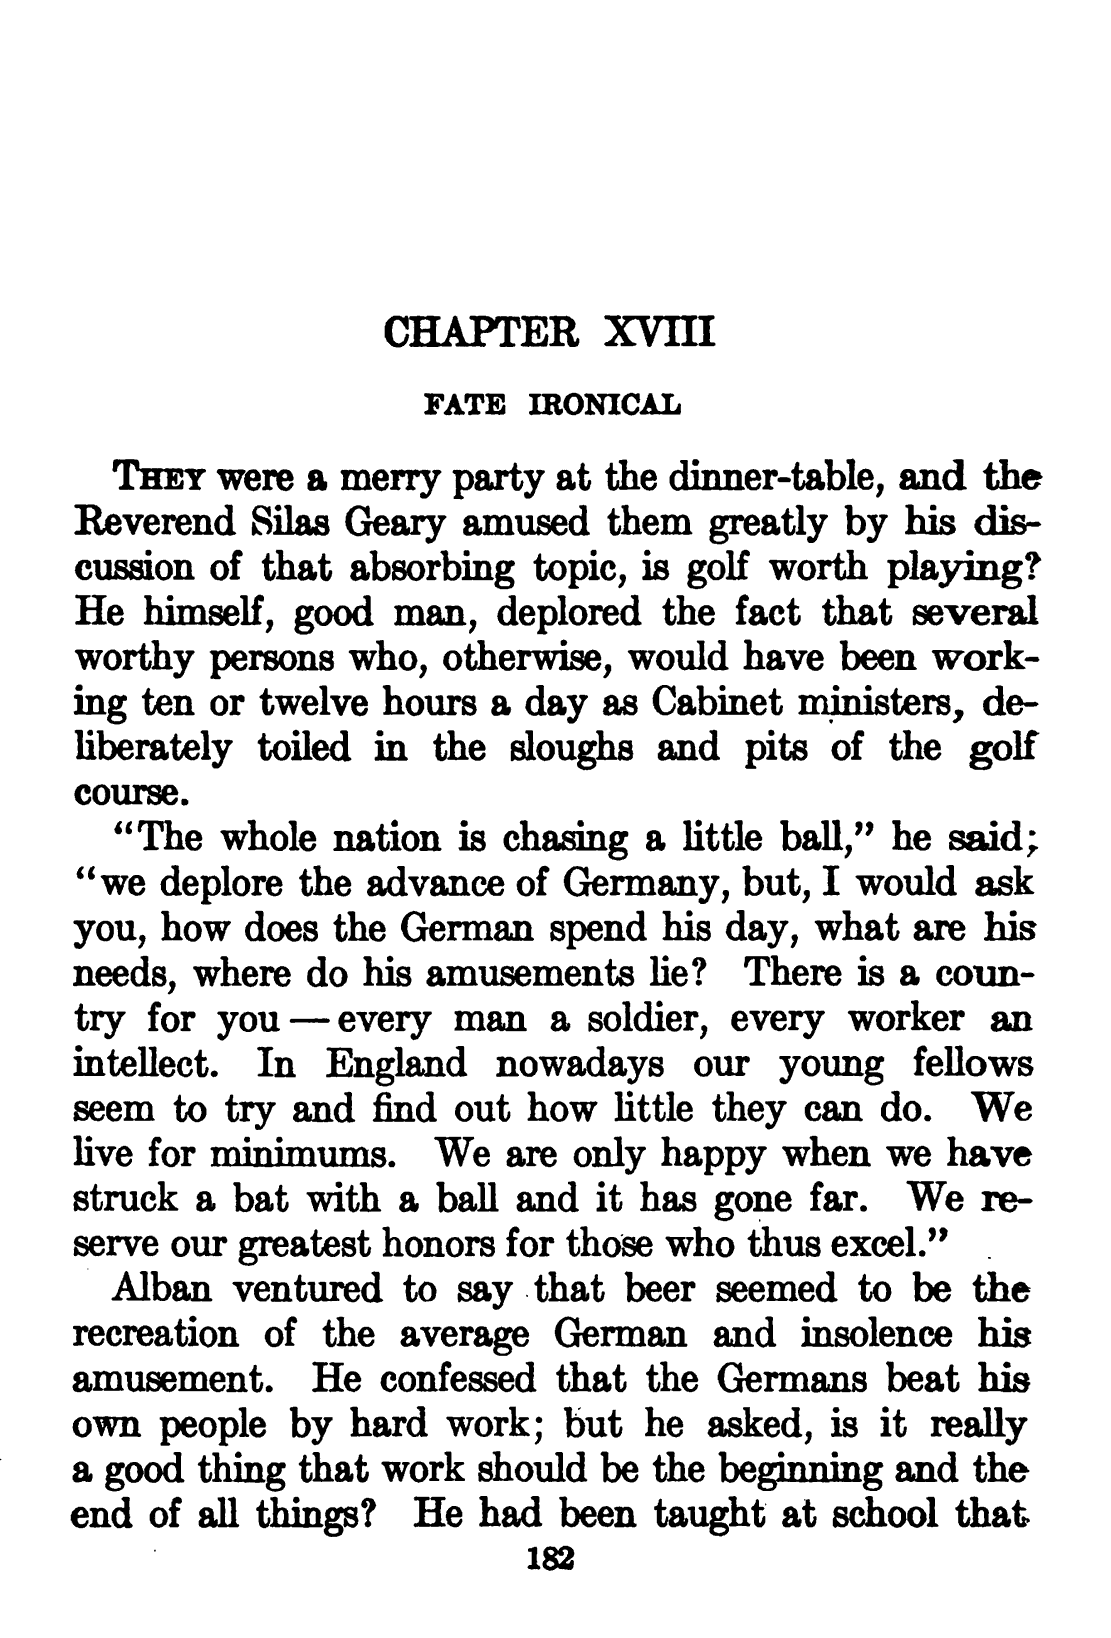 CHAPTER XVIII
FATE IRONICAL
THEY were a merry party at the dinner-table, and the
Reverend Silas Geary amused them greatly by his dis-
cussion of that absorbing topic, is golf worth playing?
He himself, good man, deplored the fact that several
worthy persons who, otherwise, would have been work-
ing ten or twelve hours a day as Cabinet ministers, de-
liberately toiled in the sloughs and pits of the golf
course.
“The whole nation is chasing a little ball,” he said;
“we deplore the advance of Germany, but, I would ask
you, how does the German spend his day, what are his
needs, where do his amusements lie? There is a coun-
try for you — every man a soldier, every worker an
intellect. In England nowadays our young fellows
seem to try and find out how little they can do. We
live for minimums. We are only happy when we have
struck a bat with a ball and it has gone far. We re-
serve our greatest honors for those who thus excel.”
Alban ventured to say that beer seemed to be the
recreation of the average German and insolence his
amusement. He confessed that the Germans beat his
own people by hard work; but he asked, is it really
a good thing that work should be the beginning and the
end of all things? He had been taught at school that
182